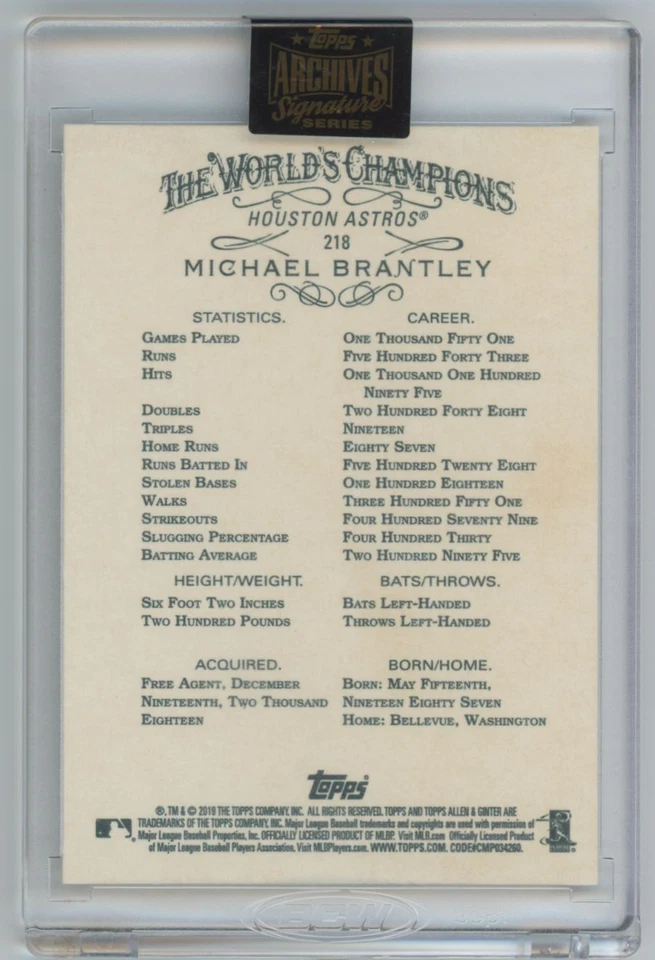 Topps
ARCHIVES
Signature
SERIES
THE WORLD'S CHAMPIONS
HOUSTON ASTROS®
218
MICHAEL BRANTLEY
STATISTICS. CAREER.
GAMES PLAYED ONE THOUSAND FIFTY ONE
RUNS FIVE HUNDRED FORTY THREE
HITS ONE THOUSAND ONE HUNDRED
NINETY FIVE
DOUBLES TWO HUNDRED FORTY EIGHT
TRIPLES NINETEEN
HOME RUNS EIGHTY SEVEN
RUNS BATTED IN FIVE HUNDRED TWENTY EIGHT
STOLEN BASES ONE HUNDRED EIGHTEEN
WALKS THREE HUNDRED FIFTY ONE
STRIKEOUTS FOUR HUNDRED SEVENTY NINE
SLUGGING PERCENTAGE FOUR HUNDRED THIRTY
BATTING AVERAGE TWO HUNDRED NINETY FIVE
HEIGHT/WEIGHT. BATS/THROWS.
SIX FOOT TWO INCHES BATS LEFT-HANDED
TWO HUNDRED POUNDS THROWS LEFT-HANDED
ACQUIRED. BORN/HOME.
FREE AGENT, DECEMBER BORN: MAY FIFTEENTH,
NINETEENTH, TWO THOUSAND NINETEEN EIGHTY SEVEN
EIGHTEEN HOME: BELLEVUE, WASHINGTON
Topps
®, TM & © 2019 THE TOPPS COMPANY, INC. ALL RIGHTS RESERVED. TOPPS AND TOPPS ALLEN & GINTER ARE
TRADEMARKS OF THE TOPPS COMPANY, INC. Major League Baseball trademarks and copyrights are used with permission of
Major League Baseball Properties, Inc. OFFICIALLY LICENSED PRODUCT OF MLBP. Visit MLB.com Officially Licensed Product
of Major League Baseball Players Association. Visit MLBPlayers.com. WWW.TOPPS.COM. CODE#CMP034260.
BCW